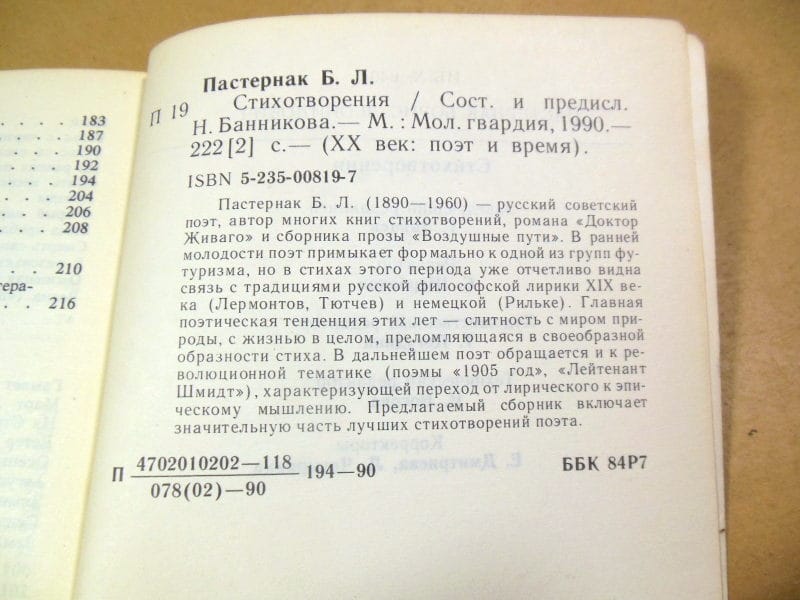 . . . . . 183
. . . . . 187
. . . . . 190
. . . . . 192
. . . . . 194
. . . . . 204
. . . . . 206
. . . . . 208
. . . . . 210
. . . . . 216
Пастернак Б. Л.
П 19 Стихотворения / Сост. и предисл.
Н. Банникова.— М. : Мол. гвардия, 1990.—
222[2] с.— (XX век: поэт и время).
ISBN 5-235-00819-7
Пастернак Б. Л. (1890—1960) — русский советский
поэт, автор многих книг стихотворений, романа «Доктор
Живаго» и сборника прозы «Воздушные пути». В ранней
молодости поэт примыкает формально к одной из групп фу-
туризма, но в стихах этого периода уже отчетливо видна
связь с традициями русской философской лирики XIX ве-
ка (Лермонтов, Тютчев) и немецкой (Рильке). Главная
поэтическая тенденция этих лет — слитность с миром при-
роды, с жизнью в целом, преломляющаяся в своеобразной
образности стиха. В дальнейшем поэт обращается и к ре-
волюционной тематике (поэмы «1905 год», «Лейтенант
Шмидт»), характеризующей переход от лирического к эпи-
ческому мышлению. Предлагаемый сборник включает
значительную часть лучших стихотворений поэта.
П 4702010202—118
078(02)—90 194—90
ББК 84Р7